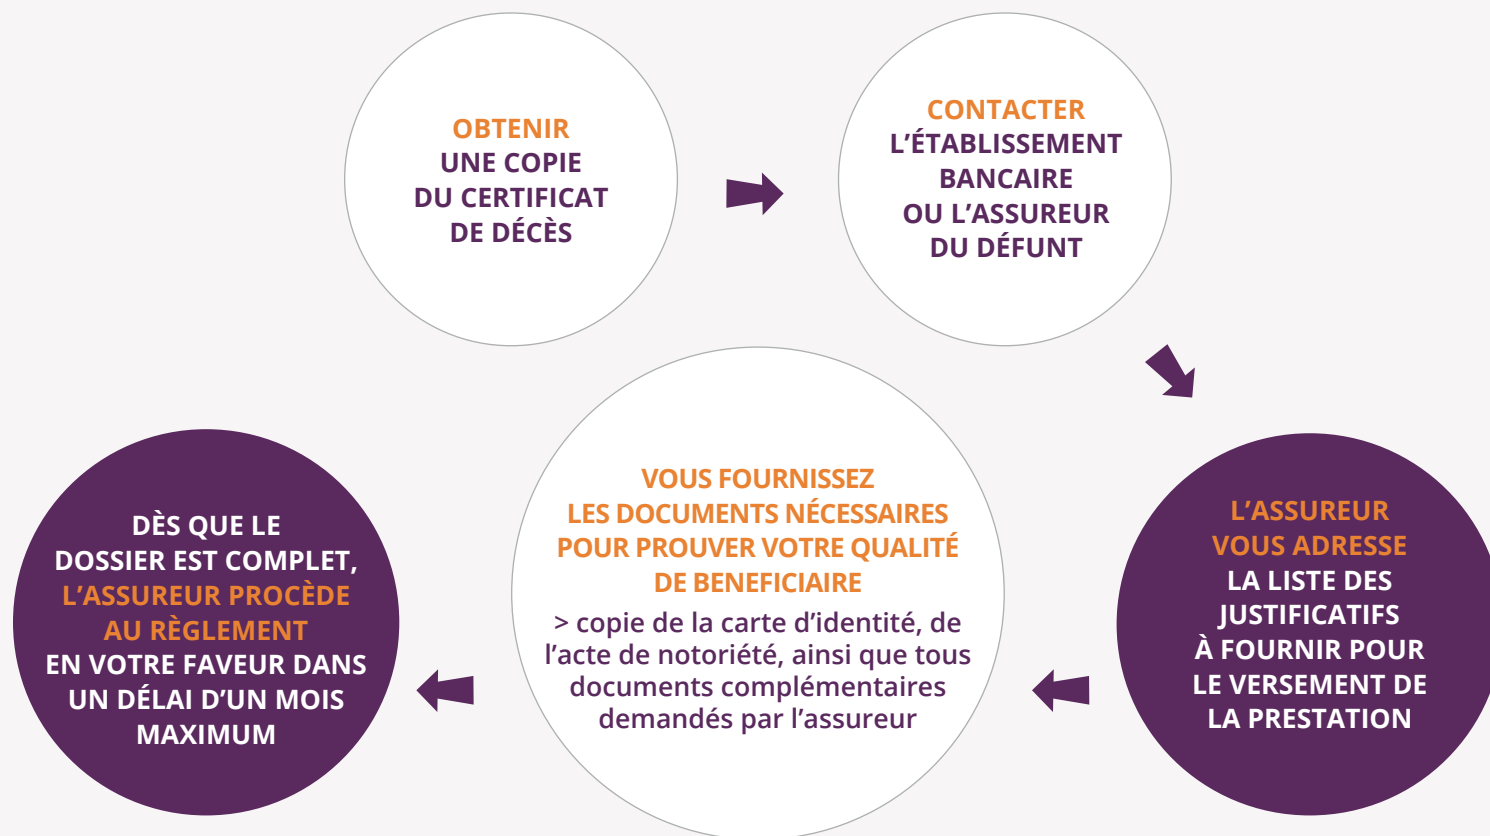 OBTENIR
UNE COPIE
DU CERTIFICAT
DE DÉCÈS
CONTACTER
L’ÉTABLISSEMENT
BANCAIRE
OU L’ASSUREUR
DU DÉFUNT
L’ASSUREUR
VOUS ADRESSE
LA LISTE DES
JUSTIFICATIFS
À FOURNIR POUR
LE VERSEMENT DE
LA PRESTATION
VOUS FOURNISSEZ
LES DOCUMENTS NÉCESSAIRES
POUR PROUVER VOTRE QUALITÉ
DE BENEFICIAIRE
> copie de la carte d’identité, de
l’acte de notoriété, ainsi que tous
documents complémentaires
demandés par l’assureur
DÈS QUE LE
DOSSIER EST COMPLET,
L’ASSUREUR PROCÈDE
AU RÈGLEMENT
EN VOTRE FAVEUR DANS
UN DÉLAI D’UN MOIS
MAXIMUM